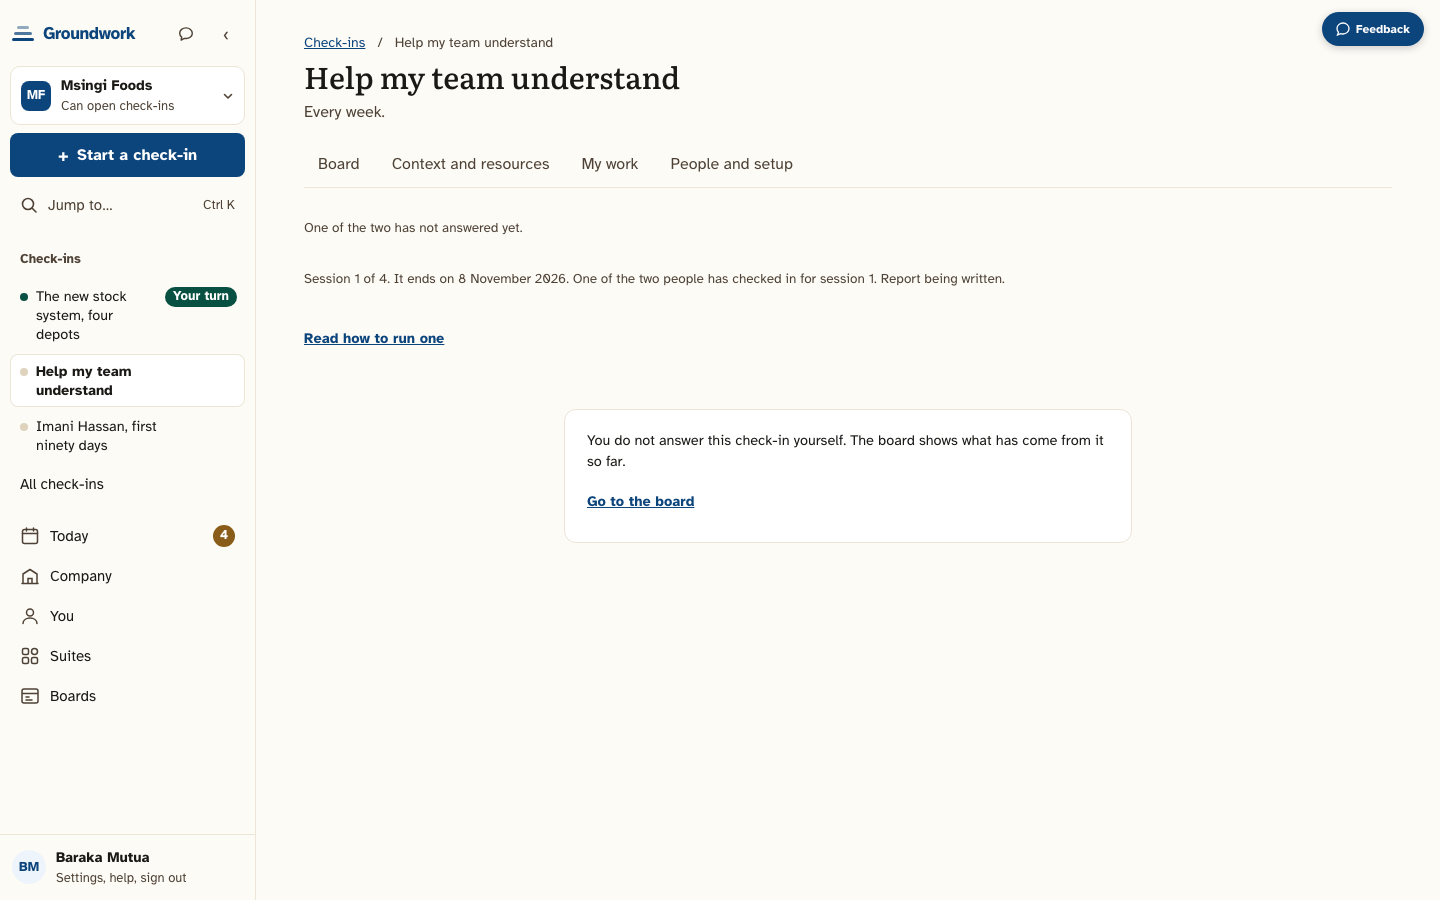 Groundwork
MF
Msingi Foods
Can open check-ins
+ Start a check-in
Jump to...
Ctrl K
Check-ins
The new stock
system, four
depots
Your turn
Help my team
understand
Imani Hassan, first
ninety days
All check-ins
Today
4
Company
You
Suites
Boards
BM
Baraka Mutua
Settings, help, sign out
Feedback
Check-ins / Help my team understand
Help my team understand
Every week.
Board
Context and resources
My work
People and setup
One of the two has not answered yet.
Session 1 of 4. It ends on 8 November 2026. One of the two people has checked in for session 1. Report being written.
Read how to run one
You do not answer this check-in yourself. The board shows what has come from it
so far.
Go to the board